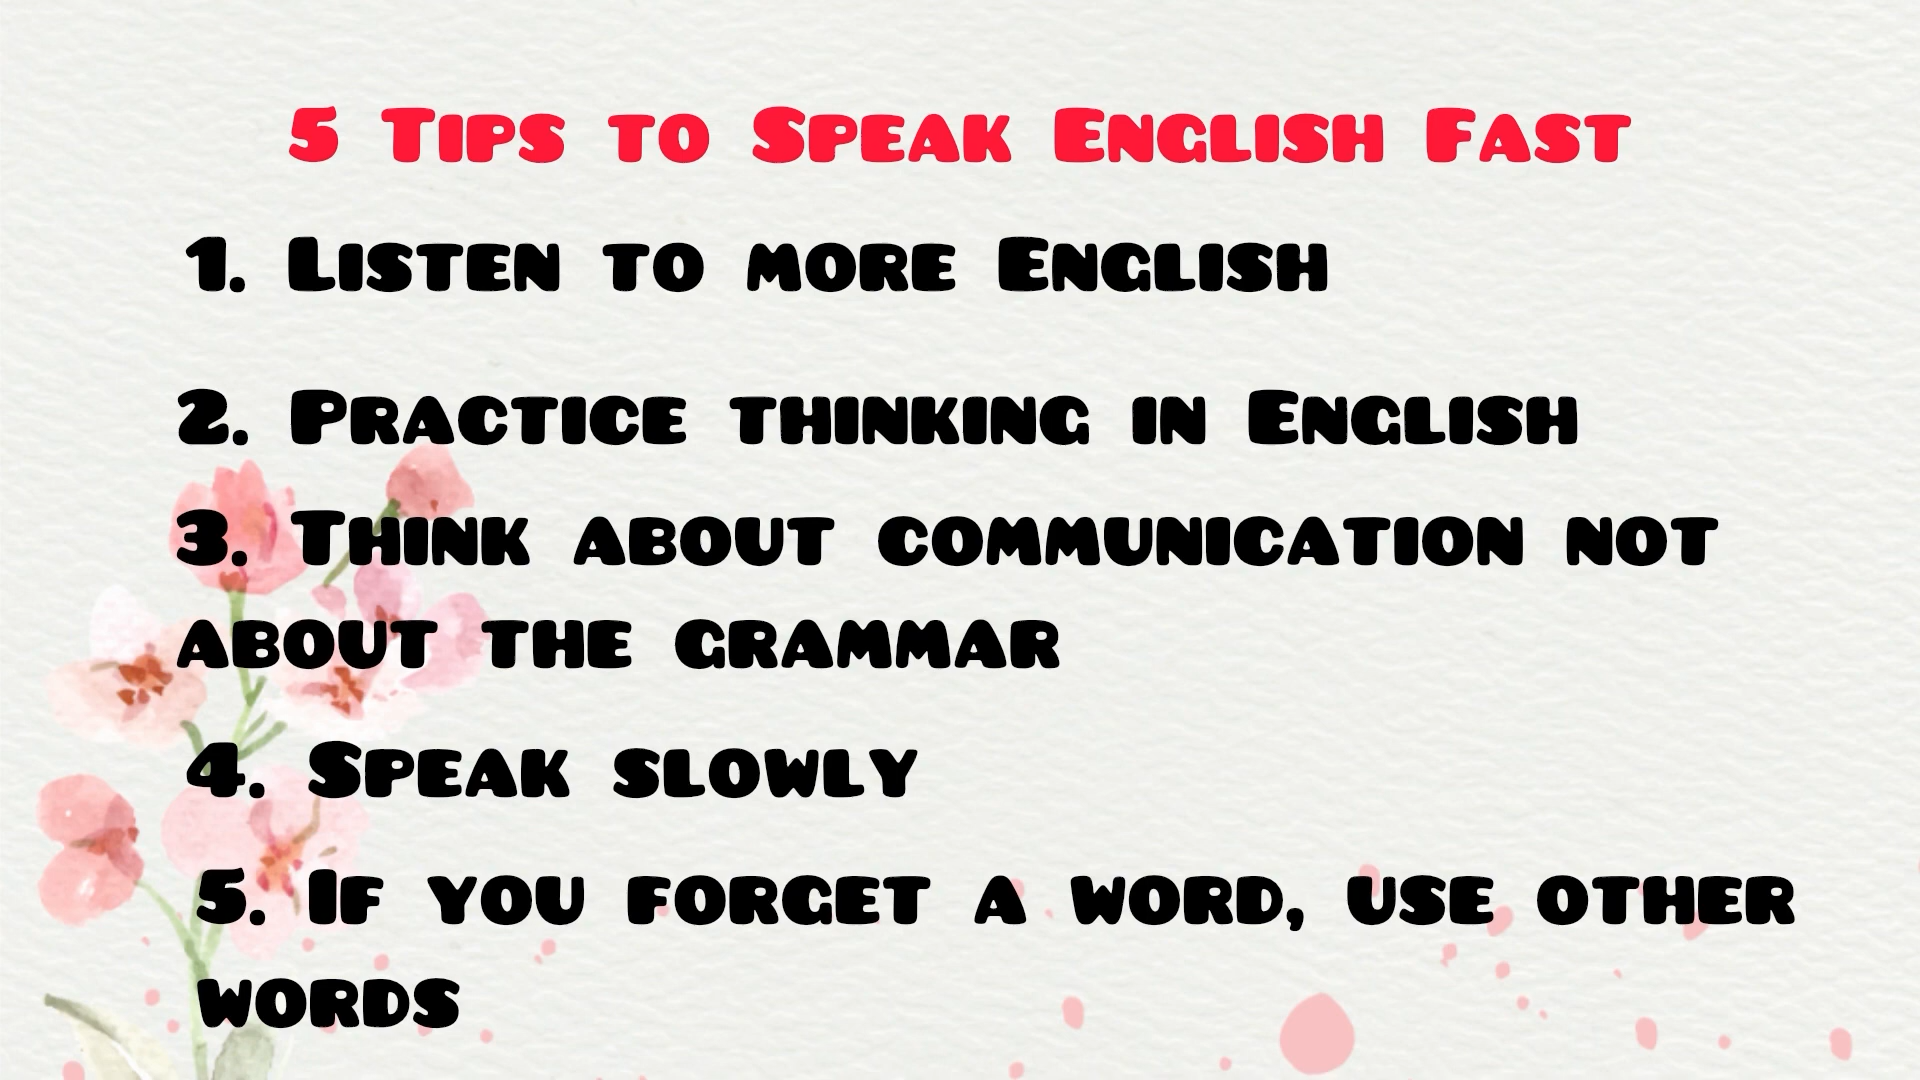 5 Tips to Speak English Fast
1. Listen to more English
2. Practice thinking in English
3. Think about communication not
about the grammar
4. Speak slowly
5. If you forget a word, use other
words